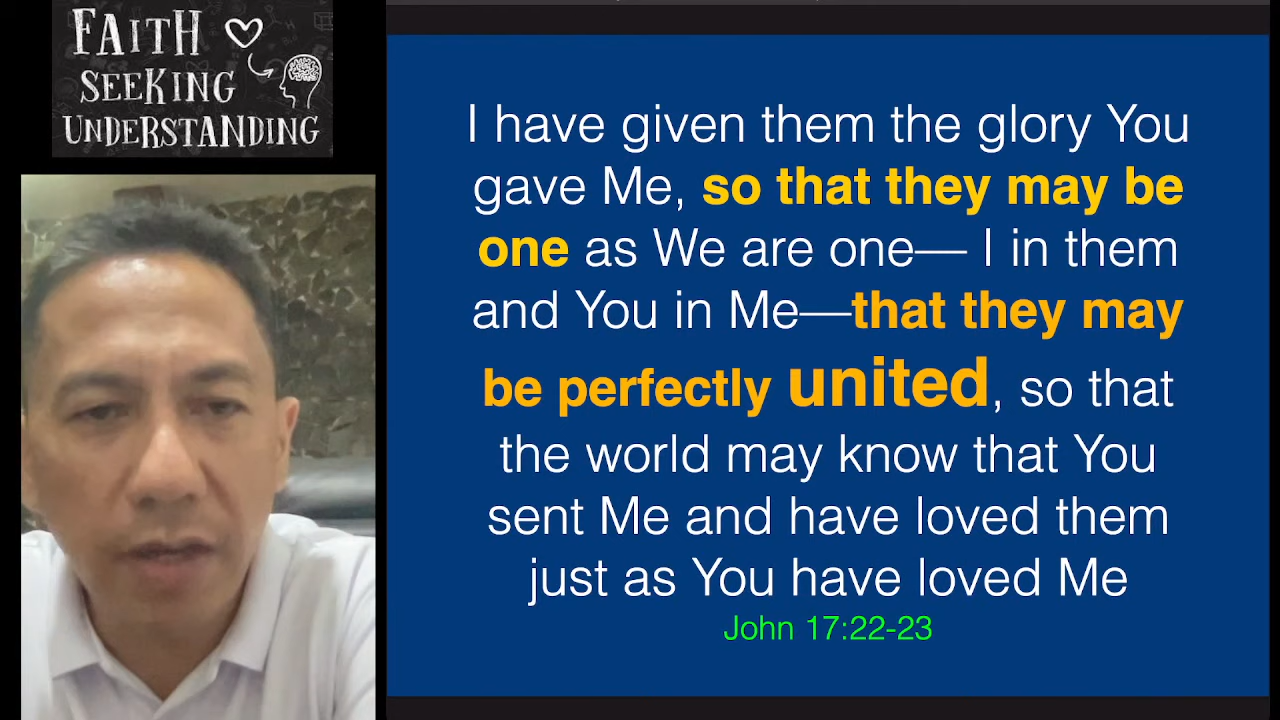 FAITH
SEEKING
UNDERSTANDING
I have given them the glory You
gave Me, so that they may be
one as We are one— I in them
and You in Me—that they may
be perfectly united, so that
the world may know that You
sent Me and have loved them
just as You have loved Me
John 17:22-23